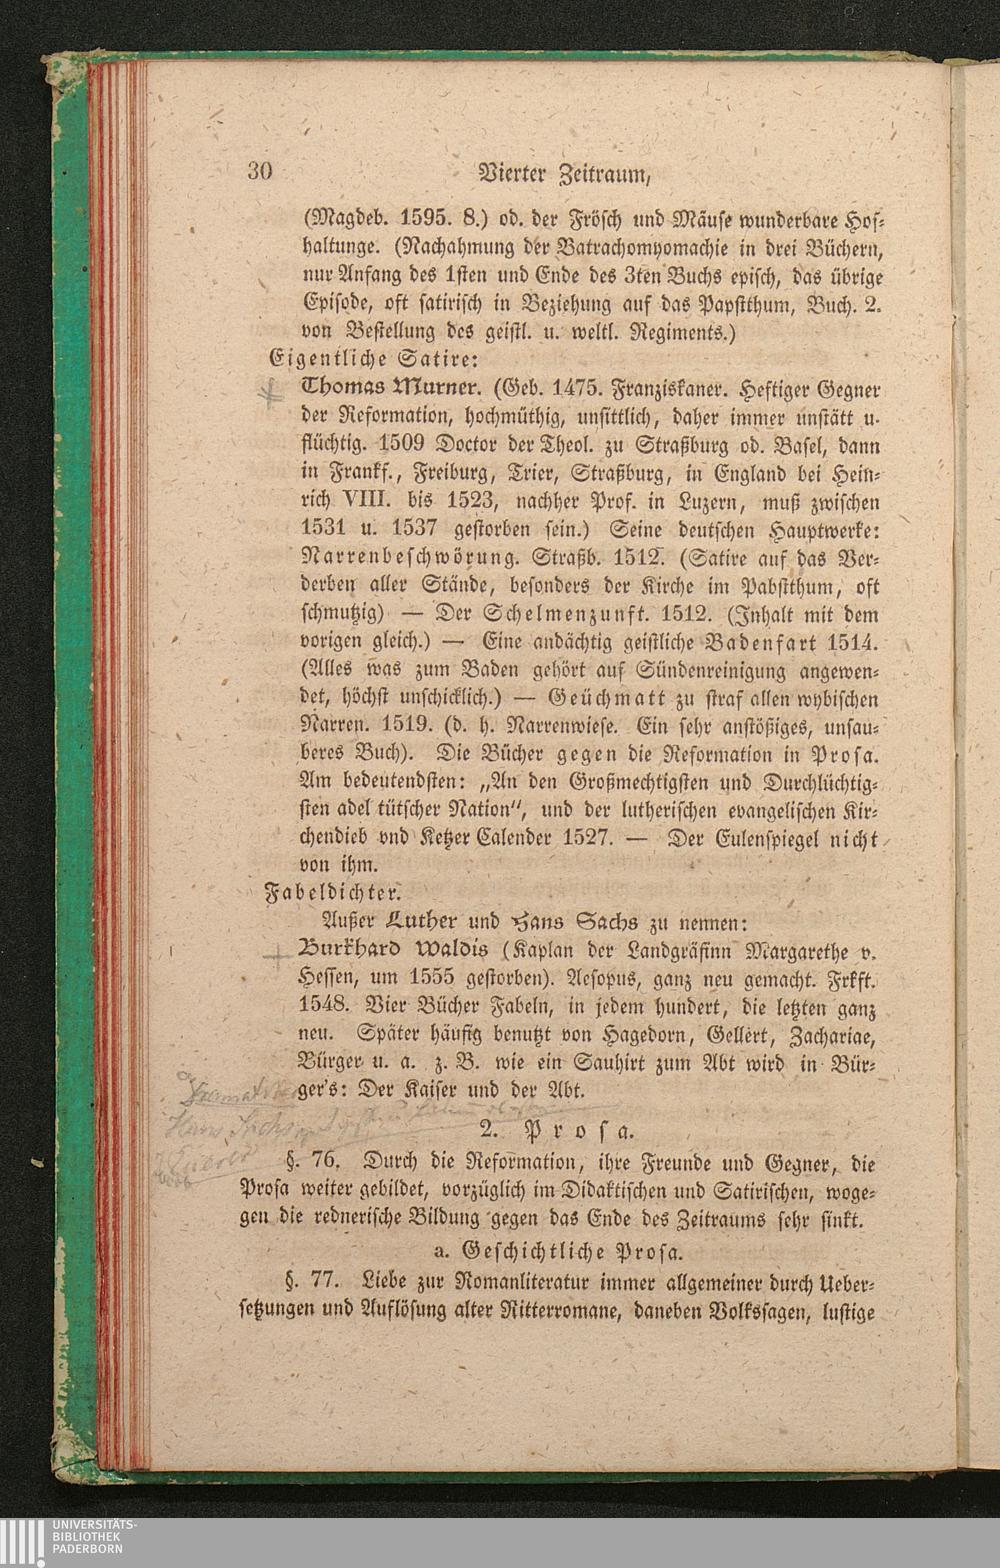 30 Vierter Zeitraum,
(Magdeb. 1595. 8.) od. der Frösch und Mäuse wunderbare Hof-
haltunge. (Nachahmung der Batrachomyomachie in drei Büchern,
nur Anfang des 1sten und Ende des 3ten Buchs episch, das übrige
Episode, oft satirisch in Beziehung auf das Papstthum, Buch. 2.
von Bestellung des geistl. u. weltl. Regiments.)
Eigentliche Satire:
Thomas Murner. (Geb. 1475. Franziskaner. Heftiger Gegner
der Reformation, hochmüthig, unsittlich, daher immer unstätt u.
flüchtig. 1509 Doctor der Theol. zu Straßburg od. Basel, dann
in Frankf., Freiburg, Trier, Straßburg, in England bei Hein-
rich VIII. bis 1523, nachher Prof. in Luzern, muß zwischen
1531 u. 1537 gestorben sein.) Seine deutschen Hauptwerke:
Narrenbeschwörung. Straßb. 1512. (Satire auf das Ver-
derben aller Stände, besonders der Kirche im Pabstthum, oft
schmutzig) — Der Schelmenzunft. 1512. (Inhalt mit dem
vorigen gleich.) — Eine andächtig geistliche Badenfart 1514.
(Alles was zum Baden gehört auf Sündenreinigung angewen-
det, höchst unschicklich.) — Geüchmatt zu straf allen wybischen
Narren. 1519. (d. h. Narrenwiese. Ein sehr anstößiges, unsau-
beres Buch). Die Bücher gegen die Reformation in Prosa.
Am bedeutendsten: „An den Großmechtigsten und Durchlüchtig-
sten adel tütscher Nation“, und der lutherischen evangelischen Kir-
chendieb vnd Ketzer Calender 1527. — Der Eulenspiegel nicht
von ihm.
Fabeldichter.
Außer Luther und Hans Sachs zu nennen:
Burkhard Waldis (Kaplan der Landgräfinn Margarethe v.
Hessen, um 1555 gestorben). Aesopus, ganz neu gemacht. Frkft.
1548. Vier Bücher Fabeln, in jedem hundert, die letzten ganz
neu. Später häufig benutzt von Hagedorn, Gellert, Zachariae,
Bürger u. a. z. B. wie ein Sauhirt zum Abt wird in Bür-
ger's: Der Kaiser und der Abt.
Hans Sachs
2. Prosa.
§. 76. Durch die Reformation, ihre Freunde und Gegner, die
Prosa weiter gebildet, vorzüglich im Didaktischen und Satirischen, woge-
gen die rednerische Bildung gegen das Ende des Zeitraums sehr sinkt.
a. Geschichtliche Prosa.
§. 77. Liebe zur Romanliteratur immer allgemeiner durch Ueber-
setzungen und Auflösung alter Ritterromane, daneben Volkssagen, lustige
UNIVERSITÄTS-
BIBLIOTHEK
PADERBORN